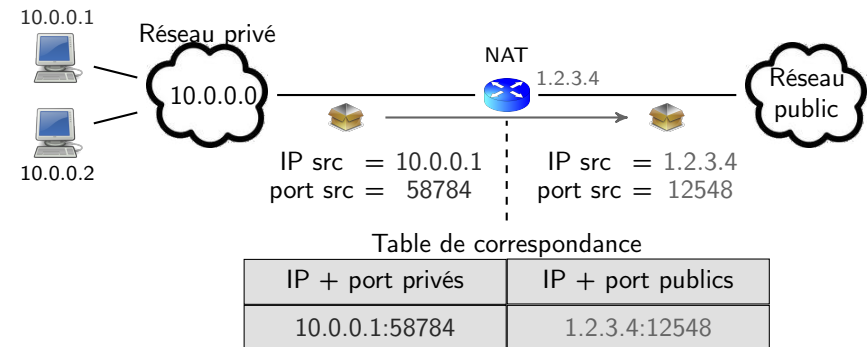 10.0.0.1
Réseau privé
NAT
10.0.0.0
1.2.3.4
Réseau
public
10.0.0.2
IP src = 10.0.0.1
port src = 58784
IP src = 1.2.3.4
port src = 12548
Table de correspondance
IP + port privés
IP + port publics
10.0.0.1:58784
1.2.3.4:12548